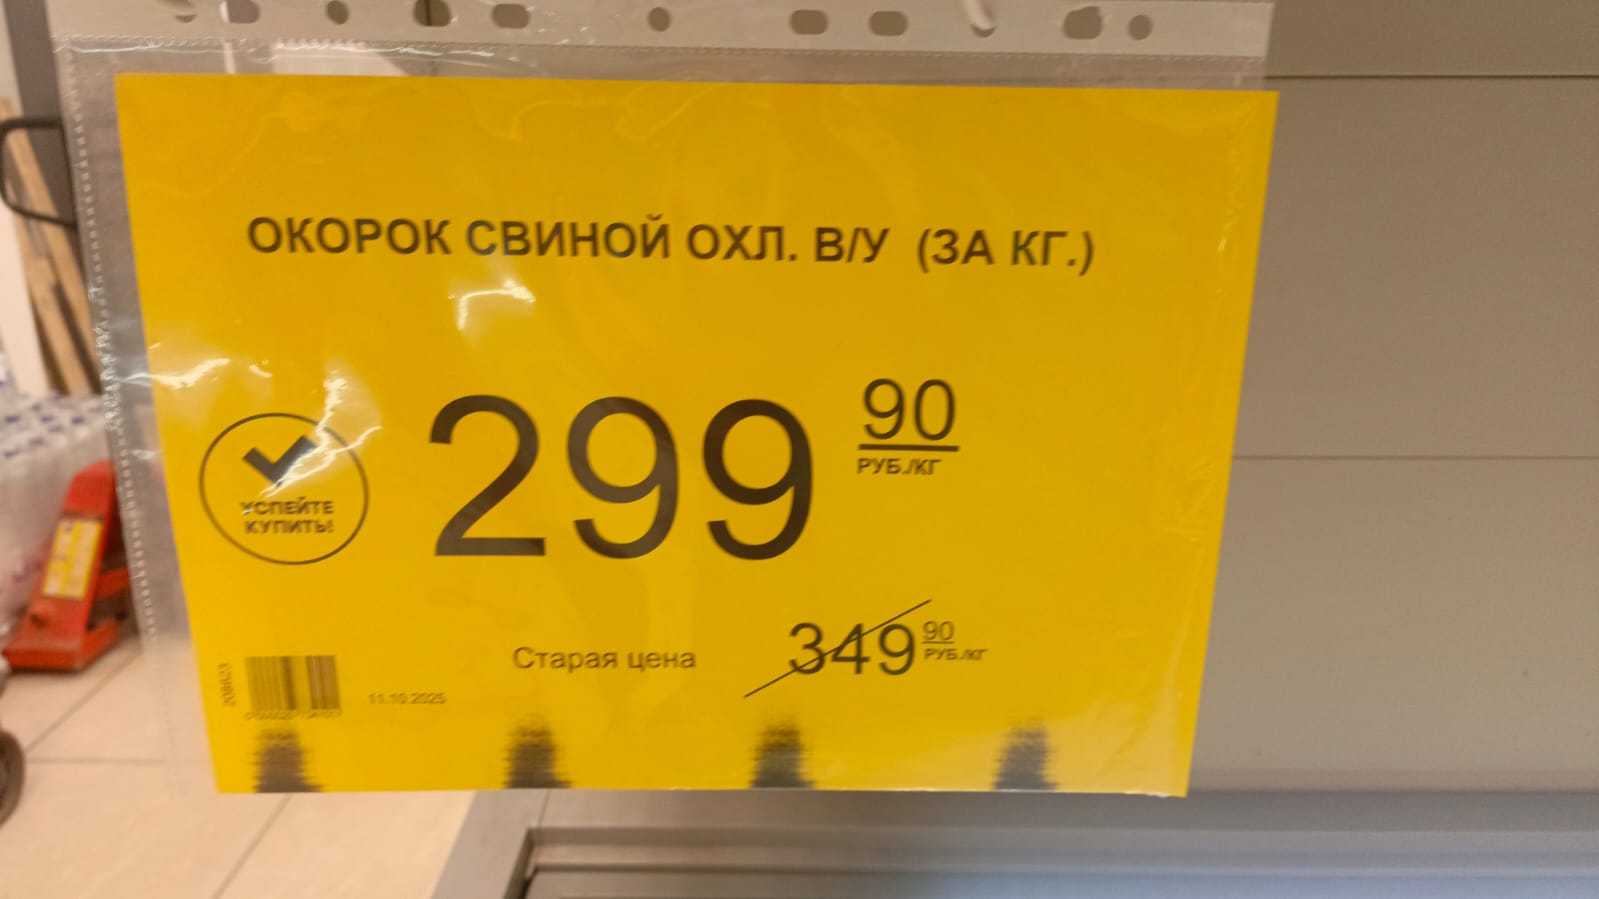 ОКОРОК СВИНОЙ ОХЛ. В/У (ЗА КГ.)
299 90
РУБ./КГ
УСПЕЙТЕ
КУПИТЬ!
Старая цена 349 90
РУБ./КГ
208623
11.10.2025